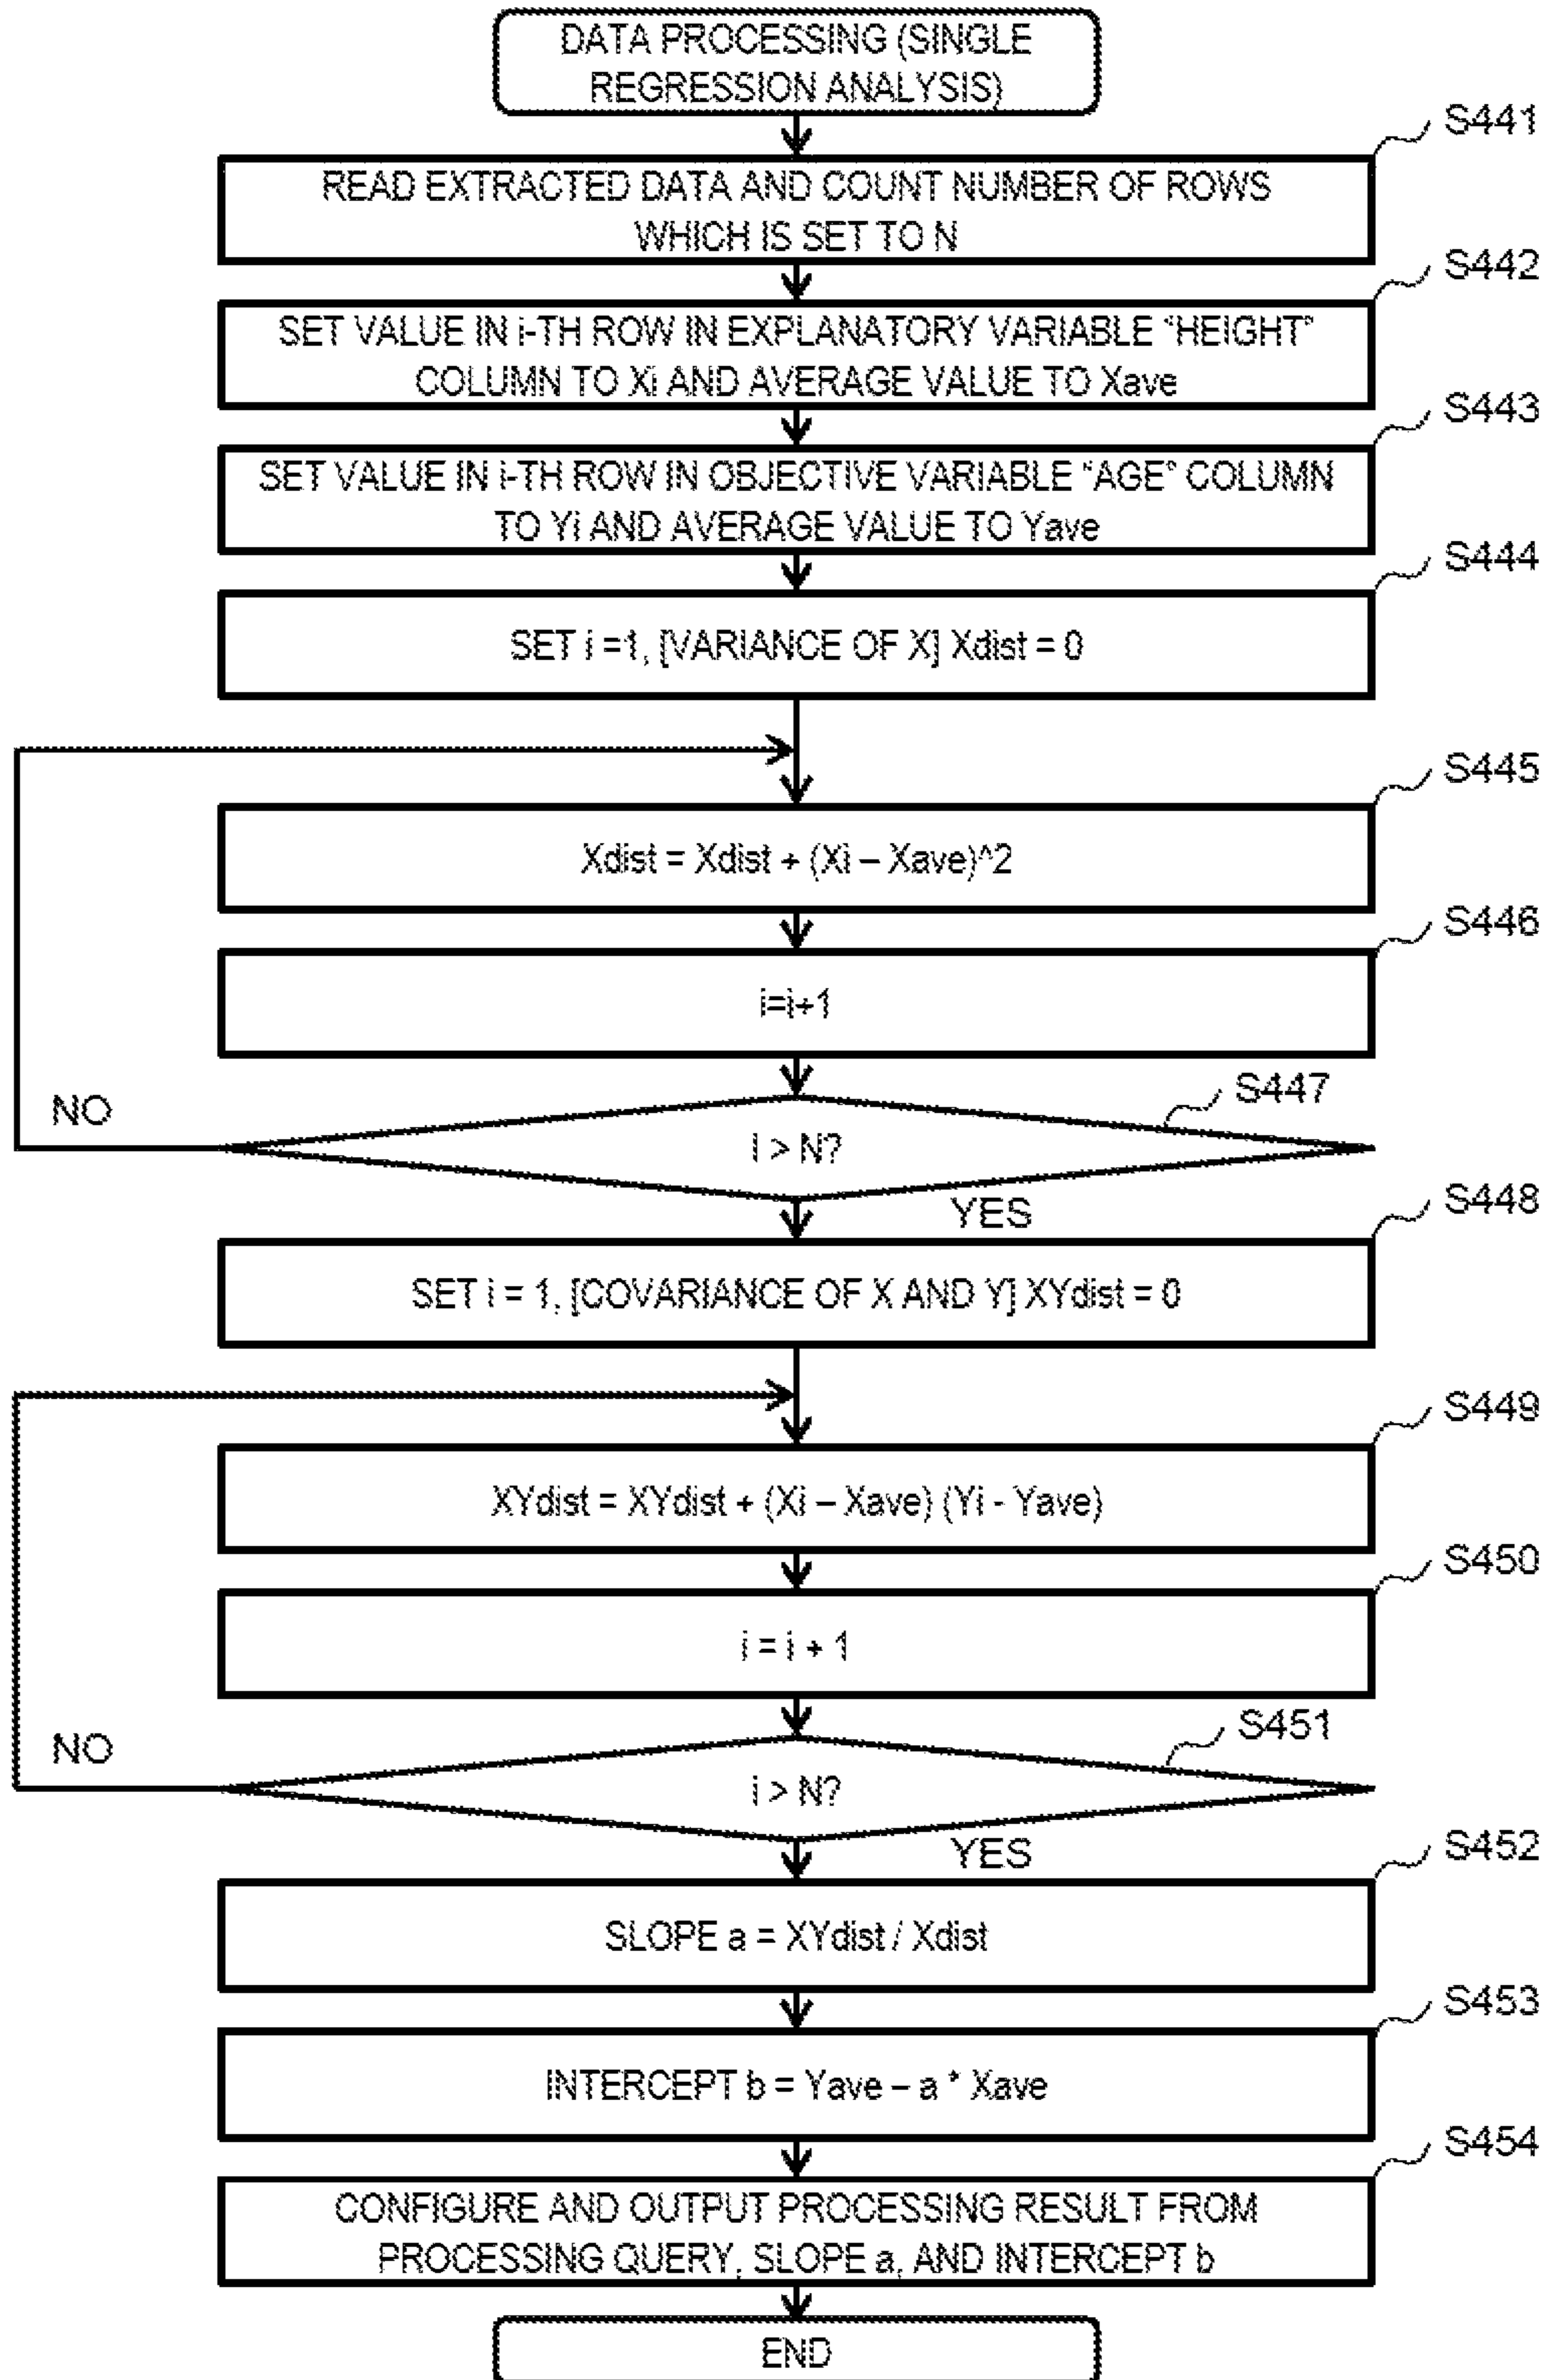 DATA PROCESSING (SINGLE
REGRESSION ANALYSIS)
S441
READ EXTRACTED DATA AND COUNT NUMBER OF ROWS
WHICH IS SET TO N
S442
SET VALUE IN i-TH ROW IN EXPLANATORY VARIABLE "HEIGHT"
COLUMN TO Xi AND AVERAGE VALUE TO Xave
S443
SET VALUE IN i-TH ROW IN OBJECTIVE VARIABLE "AGE" COLUMN
TO Yi AND AVERAGE VALUE TO Yave
S444
SET i =1, [VARIANCE OF X] Xdist = 0
S445
Xdist = Xdist + (Xi – Xave)^2
S446
i=i+1
S447
NO
i > N?
YES
S448
SET i = 1, [COVARIANCE OF X AND Y] XYdist = 0
S449
XYdist = XYdist + (Xi – Xave) (Yi - Yave)
S450
i = i + 1
S451
NO
i > N?
YES
S452
SLOPE a = XYdist / Xdist
S453
INTERCEPT b = Yave – a * Xave
S454
CONFIGURE AND OUTPUT PROCESSING RESULT FROM
PROCESSING QUERY, SLOPE a, AND INTERCEPT b
END